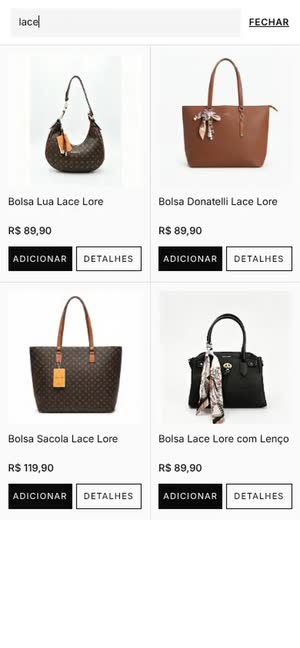 lace
FECHAR
Bolsa Lua Lace Lore
R$ 89,90
ADICIONAR
DETALHES
Bolsa Donatelli Lace Lore
R$ 89,90
ADICIONAR
DETALHES
Bolsa Sacola Lace Lore
R$ 119,90
ADICIONAR
DETALHES
Bolsa Lace Lore com Lenço
R$ 89,90
ADICIONAR
DETALHES